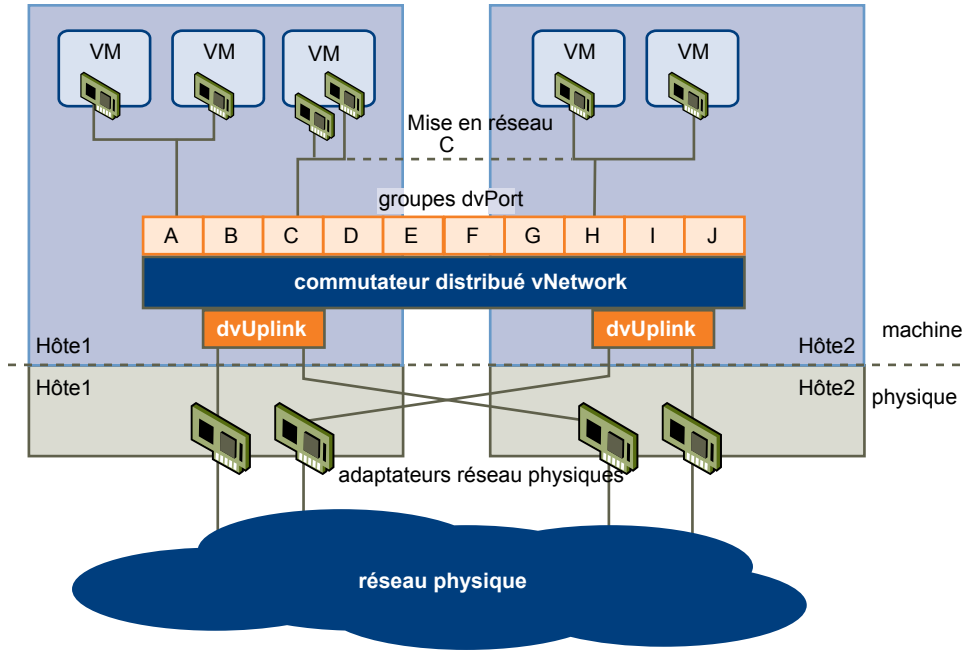 VM
VM
VM
VM
VM
Mise en réseau
C
groupes dvPort
A B C D E F G H I J
commutateur distribué vNetwork
dvUplink dvUplink
machine
Hôte1 Hôte2
Hôte1 Hôte2
physique
adaptateurs réseau physiques
réseau physique